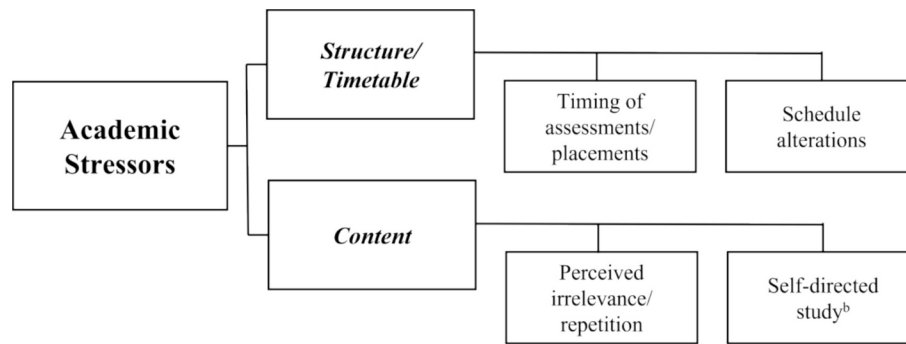 Structure/
Timetable
Timing of
assessments/
placements
Schedule
alterations
Academic
Stressors
Content
Perceived
irrelevance/
repetition
Self-directed
studyᵇ